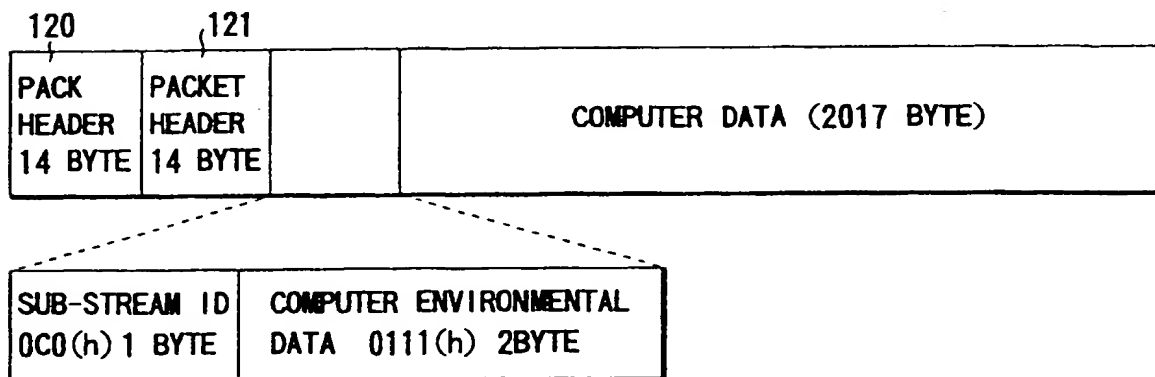 120
121
PACK
HEADER
14 BYTE
PACKET
HEADER
14 BYTE
COMPUTER DATA (2017 BYTE)
SUB-STREAM ID
0C0(h) 1 BYTE
COMPUTER ENVIRONMENTAL
DATA 0111(h) 2BYTE